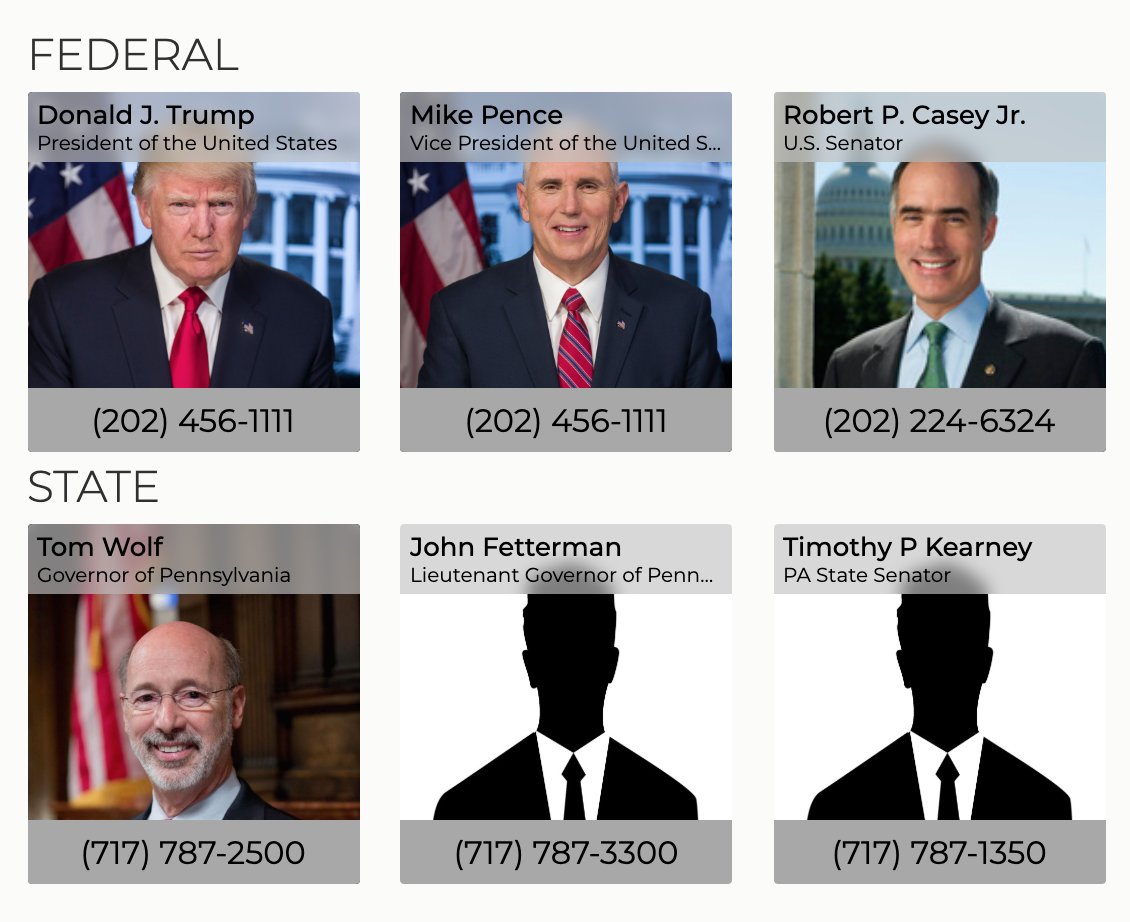 FEDERAL
Donald J. Trump
President of the United States
(202) 456-1111
Mike Pence
Vice President of the United S...
(202) 456-1111
Robert P. Casey Jr.
U.S. Senator
(202) 224-6324
STATE
Tom Wolf
Governor of Pennsylvania
(717) 787-2500
John Fetterman
Lieutenant Governor of Penn...
(717) 787-3300
Timothy P Kearney
PA State Senator
(717) 787-1350